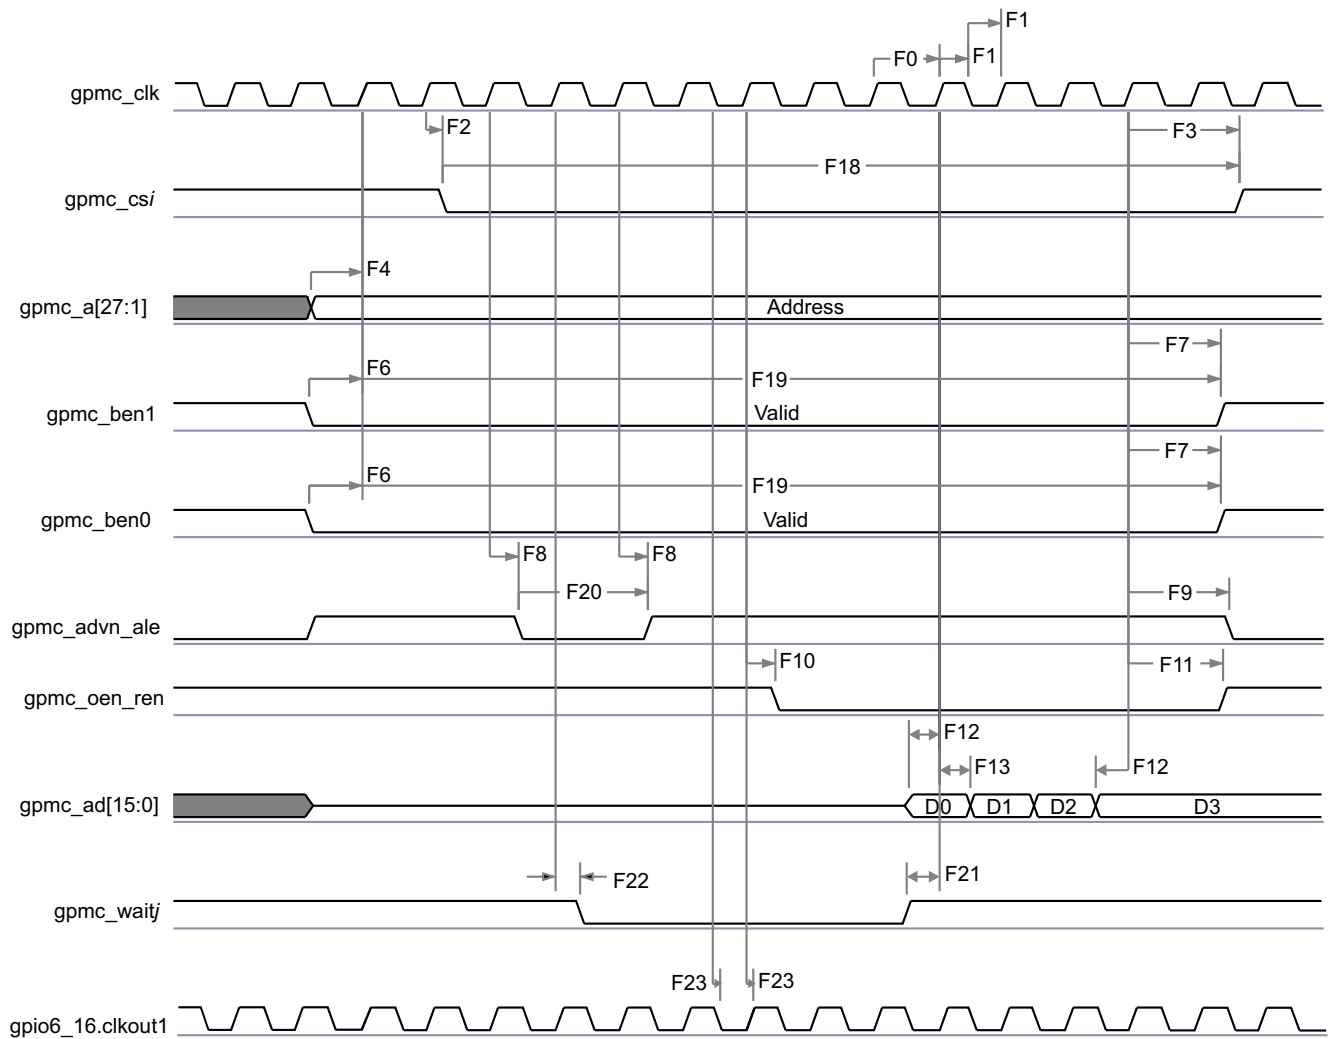 F1
F0
F1
gpmc_clk
F2
F3
F18
gpmc_csi
F4
gpmc_a[27:1]
Address
F7
F6
F19
gpmc_ben1
Valid
F7
F6
F19
gpmc_ben0
Valid
F8
F8
F20
F9
gpmc_advn_ale
F10
F11
gpmc_oen_ren
F12
F13
F12
gpmc_ad[15:0]
D0
D1
D2
D3
F22
F21
gpmc_waitj
F23
F23
gpio6_16.clkout1